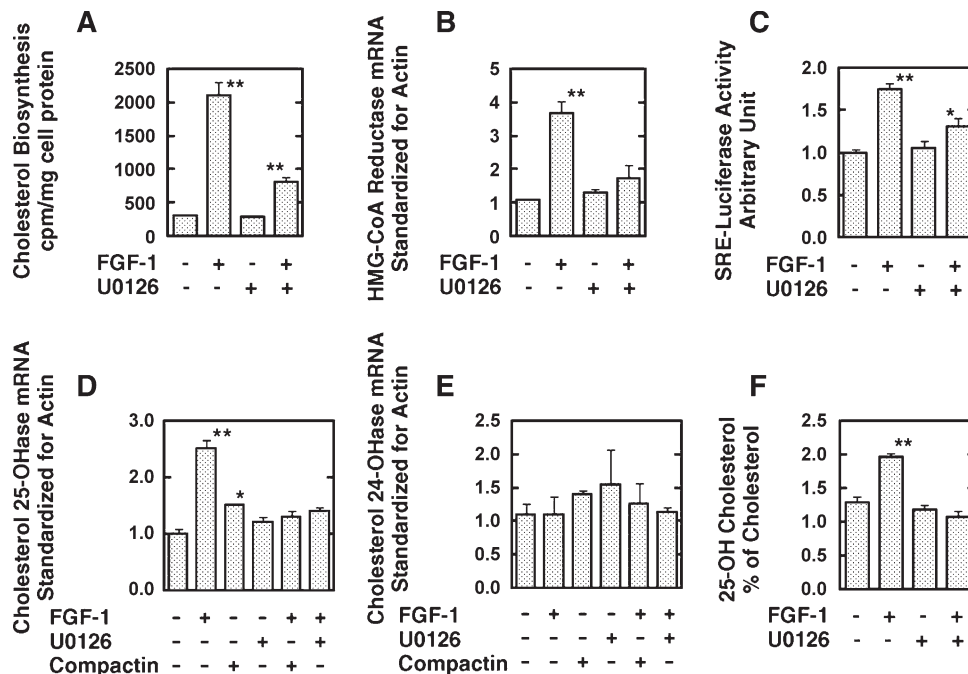 A
Cholesterol Biosynthesis
cpm/mg cell protein
2500
2000
1500
1000
500
0
**
**
FGF-1 - + - +
U0126 - - + +
B
HMG-CoA Reductase mRNA
Standardized for Actin
5
4
3
2
1
0
**
FGF-1 - + - +
U0126 - - + +
C
SRE-Luciferase Activity
Arbitrary Unit
2.0
1.5
1.0
0.5
0.0
**
*
FGF-1 - + - +
U0126 - - + +
D
Cholesterol 25-OHase mRNA
Standardized for Actin
3.0
2.0
1.0
0.0
**
*
FGF-1 - + - - + +
U0126 - - - + - +
Compactin - - + - + -
E
Cholesterol 24-OHase mRNA
Standardized for Actin
2.5
2.0
1.5
1.0
0.5
0.0
FGF-1 - + - - + +
U0126 - - - + - +
Compactin - - + - + -
F
25-OH Cholesterol
% of Cholesterol
2.5
2.0
1.5
1.0
0.5
0.0
**
FGF-1 - + - +
U0126 - - + +